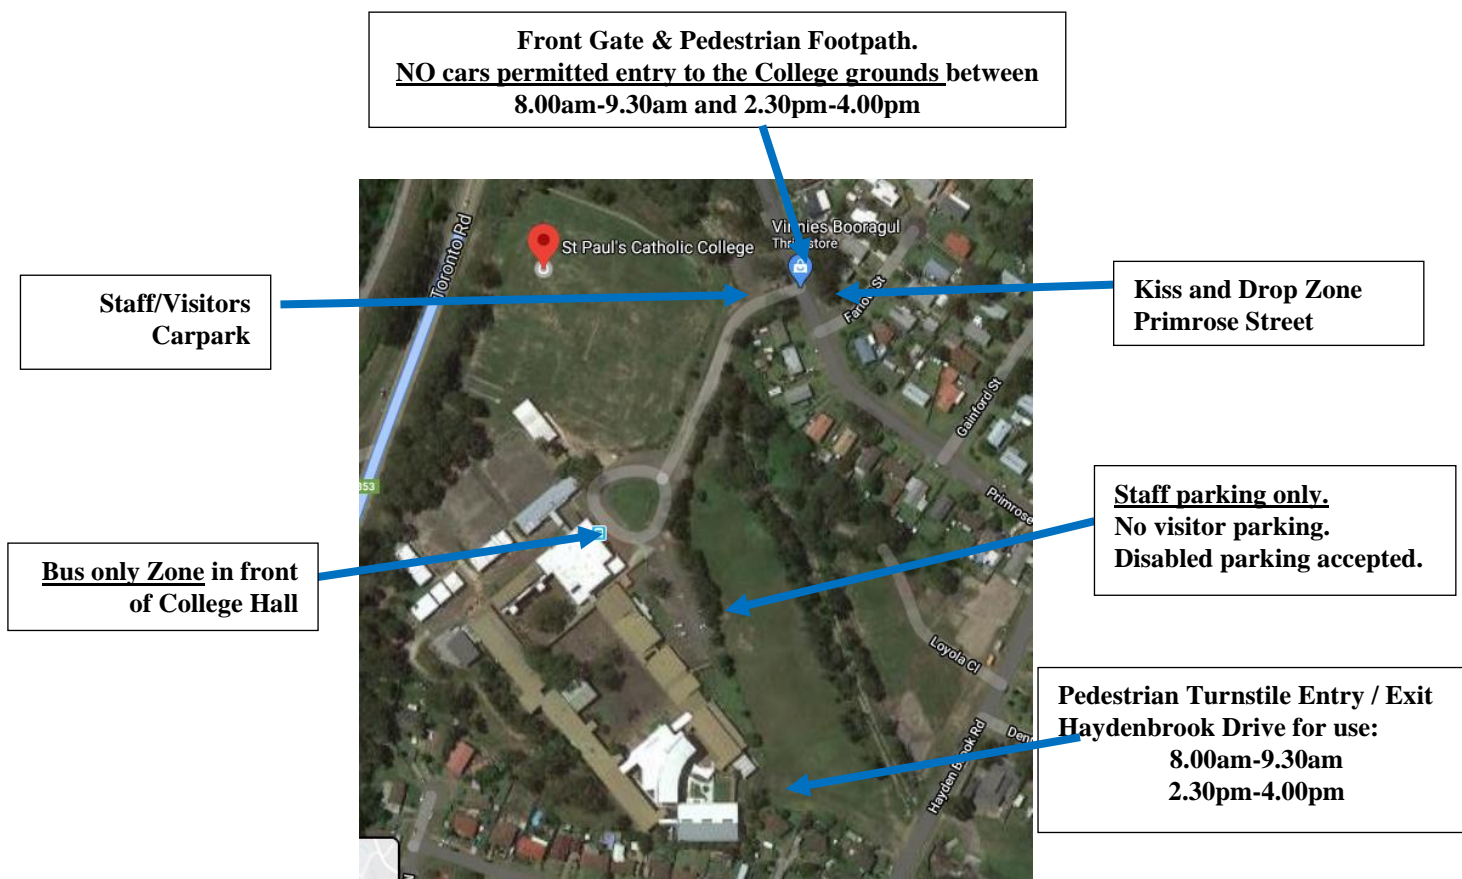 Front Gate & Pedestrian Footpath.
NO cars permitted entry to the College grounds between
8.00am-9.30am and 2.30pm-4.00pm
Staff/Visitors
Carpark
Kiss and Drop Zone
Primrose Street
Staff parking only.
No visitor parking.
Disabled parking accepted.
Bus only Zone in front
of College Hall
Pedestrian Turnstile Entry / Exit
Haydenbrook Drive for use:
8.00am-9.30am
2.30pm-4.00pm
Toronto Rd
St Paul's Catholic College
Vinnies Booragul
Thrift store
Gainford St
Primrose
Loyola Cl
Hayden Brook Rd